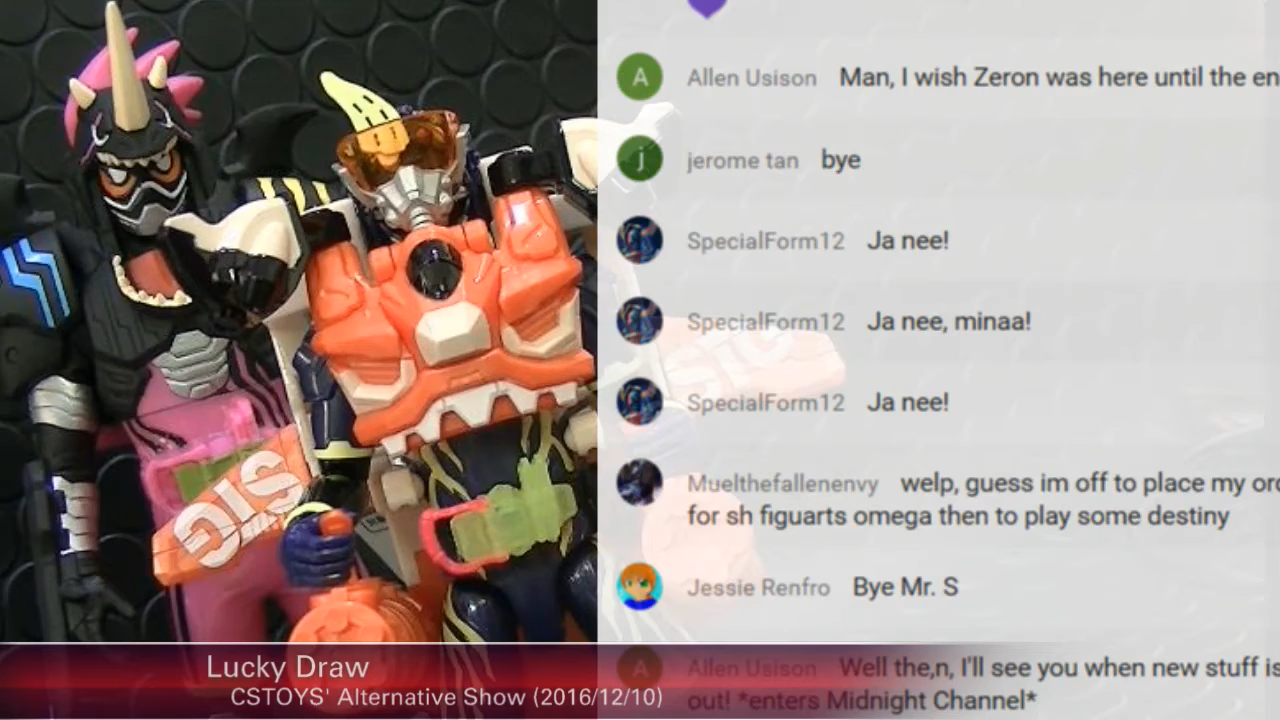 A Allen Usison Man, I wish Zeron was here until the en
j jerome tan bye
SpecialForm12 Ja nee!
SpecialForm12 Ja nee, minaa!
SpecialForm12 Ja nee!
Muelthefallenenvy welp, guess im off to place my
for sh figuarts omega then to play some destiny
Jessie Renfro Bye Mr. S
A Allen Usison Well the,n, I'll see you when new stuff is
out! *enters Midnight Channel*
SIG
SIG
Lucky Draw
CSTOYS' Alternative Show (2016/12/10)